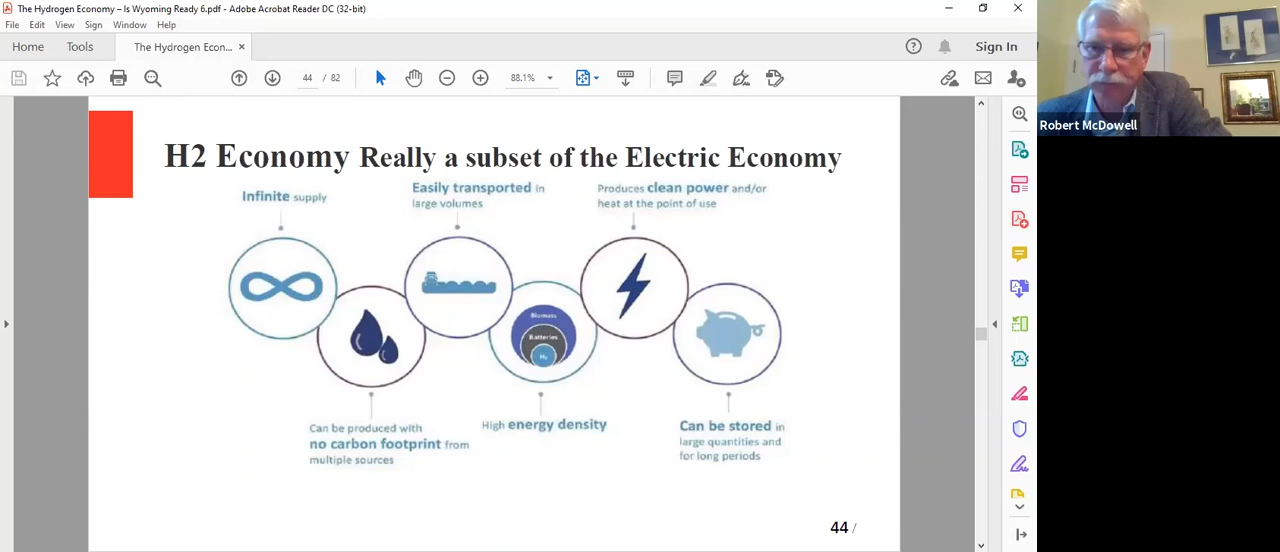 The Hydrogen Economy – Is Wyoming Ready 6.pdf - Adobe Acrobat Reader DC (32-bit)
File Edit View Sign Window Help
Home Tools The Hydrogen Econ... × Sign In
44 / 82 88.1%
Robert McDowell
H2 Economy Really a subset of the Electric Economy
Infinite supply
Easily transported in
large volumes
Produces clean power and/or
heat at the point of use
Biomass
Batteries
H₂
Can be produced with
no carbon footprint from
multiple sources
High energy density
Can be stored in
large quantities and
for long periods
44 /